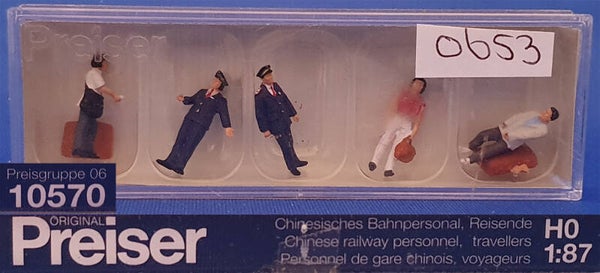 Preiser
0653
Preisgruppe 06
10570
ORIGINAL
Preiser
Chinesisches Bahnpersonal, Reisende
Chinese railway personnel, travellers
Personnel de gare chinois, voyageurs
H0
1:87